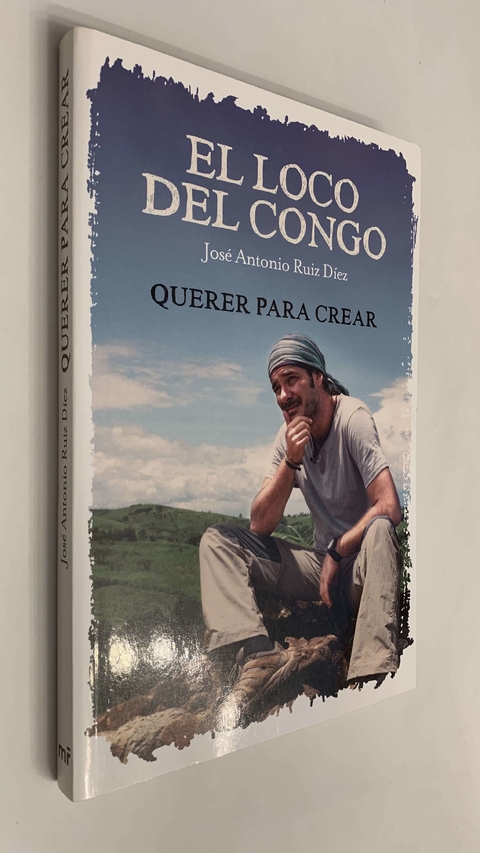 EL LOCO
DEL CONGO
José Antonio Ruiz Díez
QUERER PARA CREAR
José Antonio Ruiz Díez QUERER PARA CREAR
mr